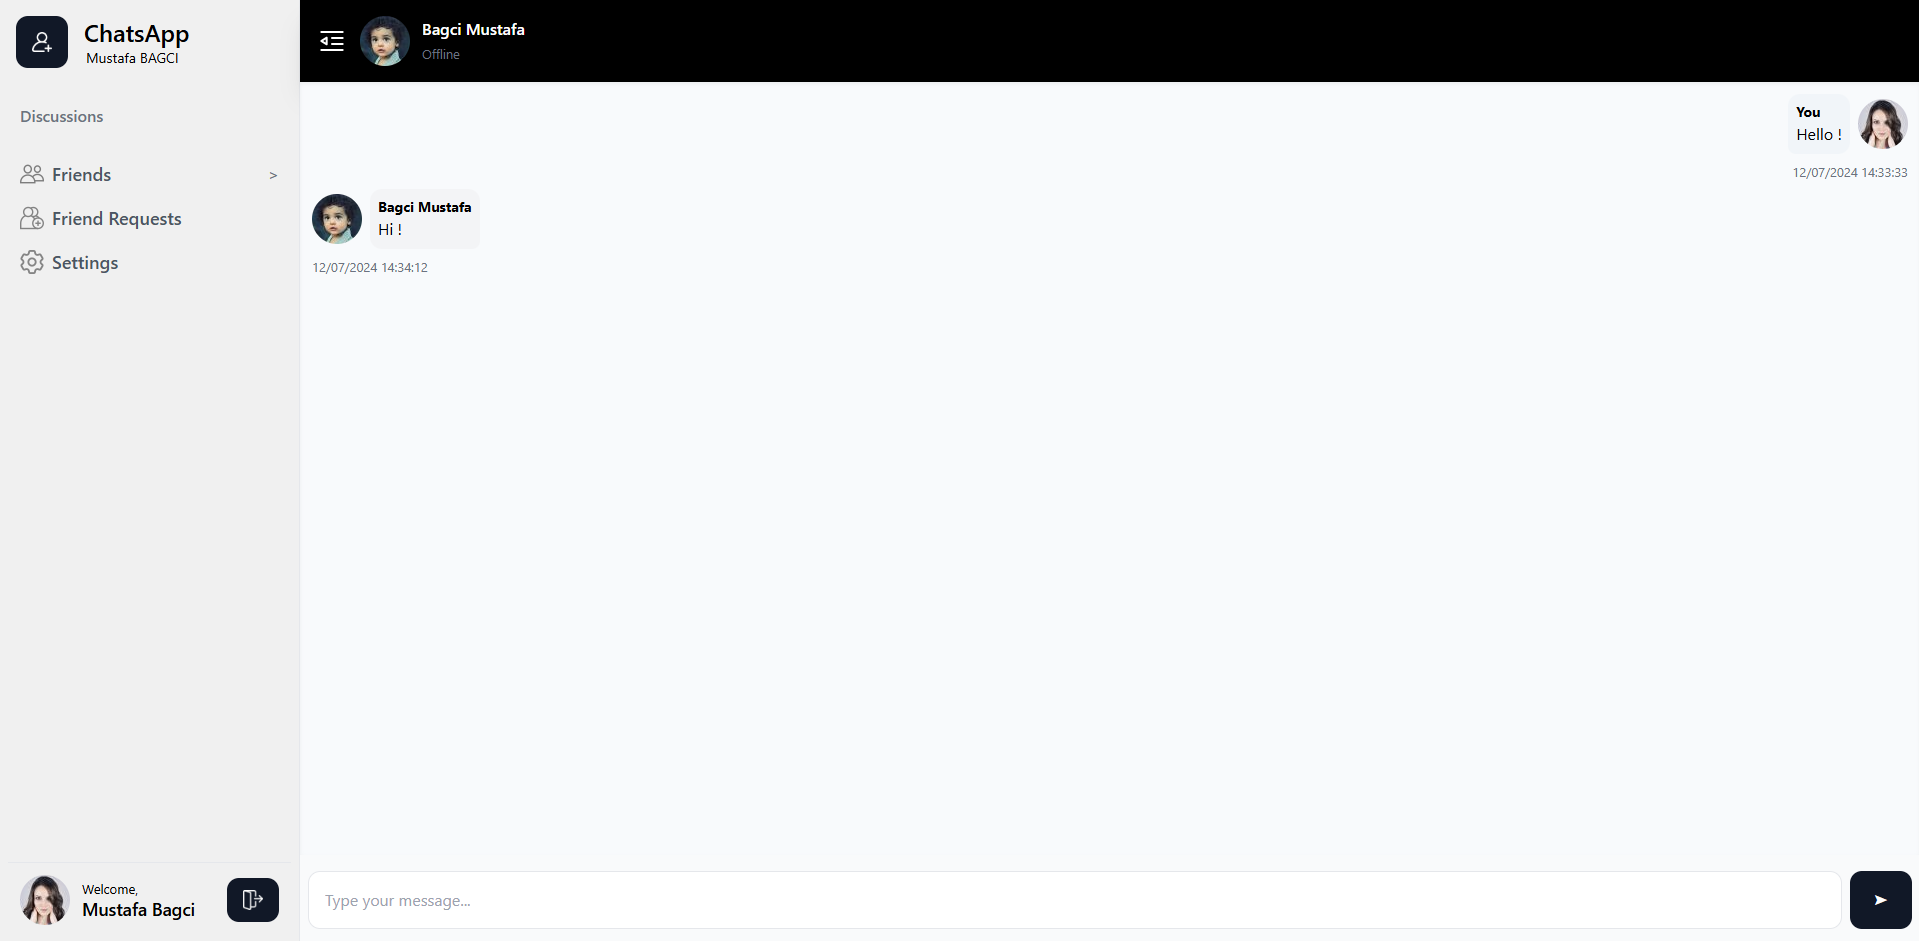 ChatsApp
Mustafa BAGCI
Discussions
Friends >
Friend Requests
Settings
Welcome,
Mustafa Bagci
Bagci Mustafa
Offline
You
Hello !
12/07/2024 14:33:33
Bagci Mustafa
Hi !
12/07/2024 14:34:12
Type your message...